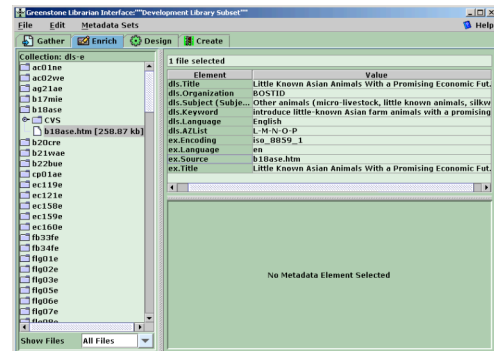 Greenstone Librarian Interface:""Development Library Subset""
File Edit Metadata Sets Help
Gather Enrich Design Create
Collection: dls-e
ac01ne
ac02we
ag21ae
b17mie
b18ase
CVS
b18ase.htm [258.87 kb]
b20cre
b21wae
b22bue
cp01ae
ec119e
ec121e
ec158e
ec159e
ec160e
fb33fe
fb34fe
flg01e
flg02e
flg03e
flg05e
flg06e
flg07e
flg08e
Show Files All Files
1 file selected
Element Value
dls.Title Little Known Asian Animals With a Promising Economic Fut.
dls.Organization BOSTID
dls.Subject (Subje... Other animals (micro-livestock, little known animals, silkw
dls.Keyword introduce little-known Asian farm animals with a promising
dls.Language English
dls.AZList L-M-N-O-P
ex.Encoding iso_8859_1
ex.Language en
ex.Source b18ase.htm
ex.Title Little Known Asian Animals With a Promising Economic Fut.
No Metadata Element Selected